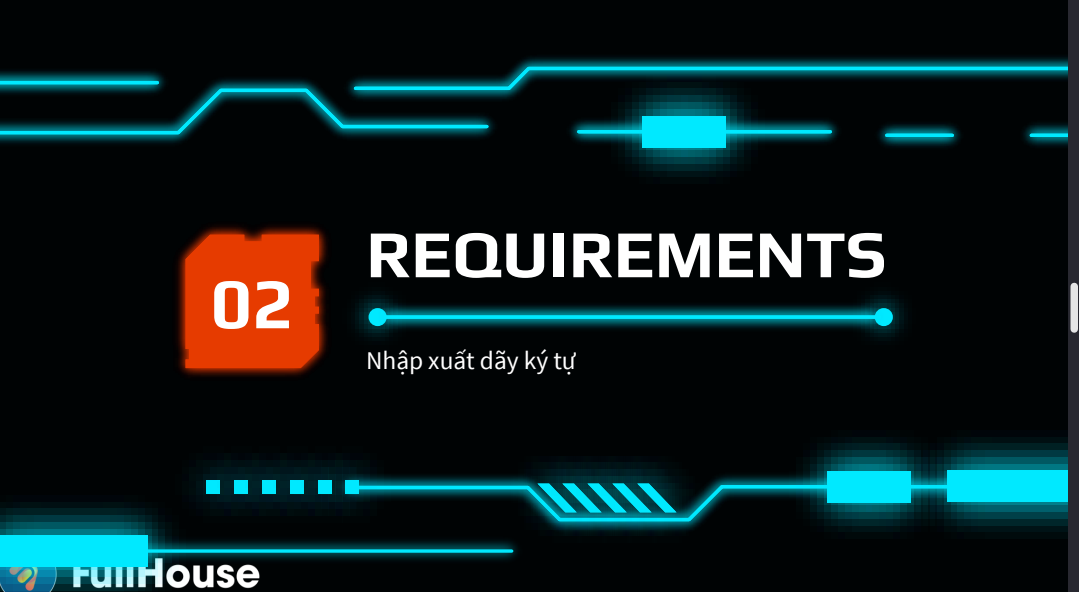 REQUIREMENTS
02
Nhập xuất dãy ký tự
FullHouse